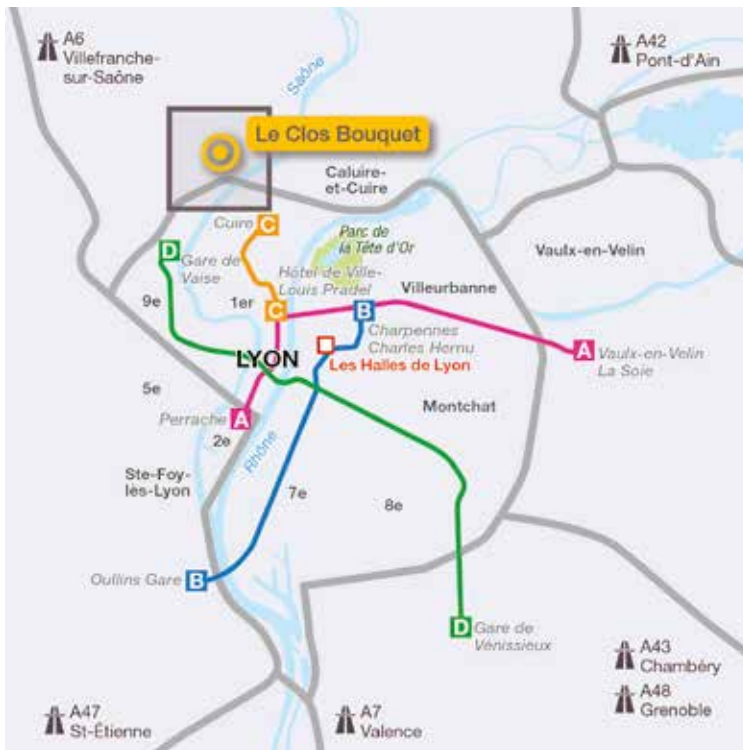 A6
Villefranche-
sur-Saône
A42
Pont-d'Ain
Saône
Le Clos Bouquet
Caluire-
et-Cuire
Cuire
C
Parc de
la Tête d'Or
Vaulx-en-Velin
D
Gare de
Vaise
Hôtel de Ville-
Louis Pradel
Villeurbanne
9e
1er
C
B
Charpennes
Charles Hernu
LYON
Les Halles de Lyon
A
Vaulx-en-Velin
La Soie
5e
Perrache
A
2e
Montchat
Rhône
Ste-Foy-
lès-Lyon
7e
8e
Oullins Gare
B
D
Gare de
Vénissieux
A43
Chambéry
A48
Grenoble
A47
St-Étienne
A7
Valence